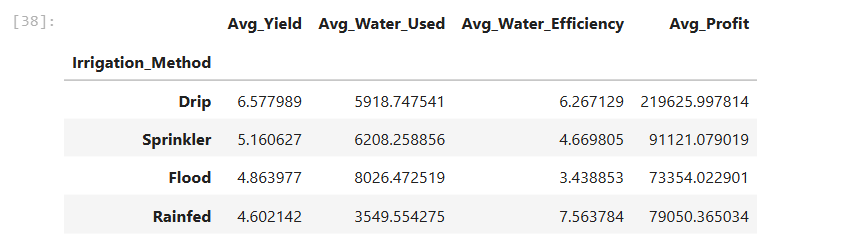 [38]:
Avg_Yield Avg_Water_Used Avg_Water_Efficiency Avg_Profit
Irrigation_Method
Drip 6.577989 5918.747541 6.267129 219625.997814
Sprinkler 5.160627 6208.258856 4.669805 91121.079019
Flood 4.863977 8026.472519 3.438853 73354.022901
Rainfed 4.602142 3549.554275 7.563784 79050.365034